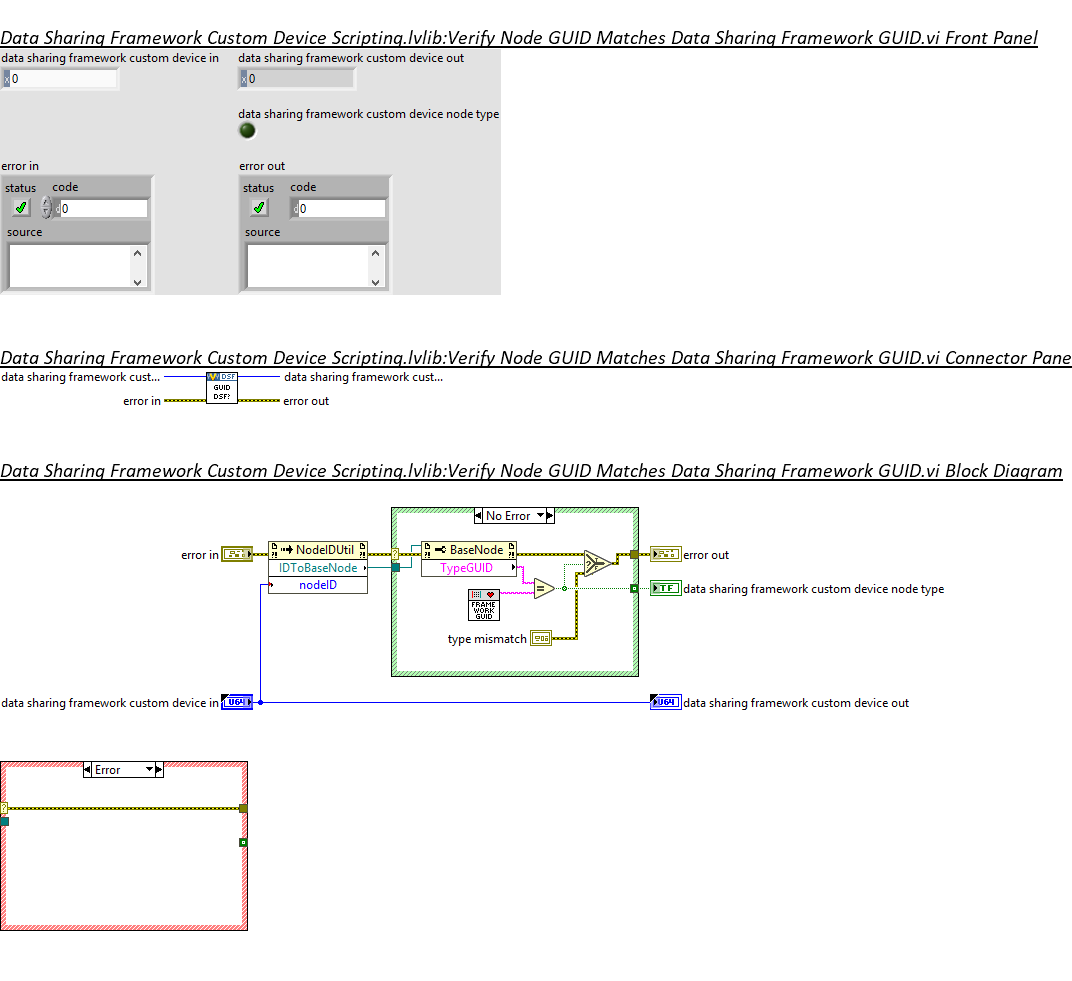 Data Sharing Framework Custom Device Scripting.lvlib:Verify Node GUID Matches Data Sharing Framework GUID.vi Front Panel
data sharing framework custom device in data sharing framework custom device out
x 0 x 0
data sharing framework custom device node type
error in error out
status code status code
d 0 d 0
source source
Data Sharing Framework Custom Device Scripting.lvlib:Verify Node GUID Matches Data Sharing Framework GUID.vi Connector Pane
data sharing framework cust... DSF data sharing framework cust...
GUID
DSF?
error in error out
Data Sharing Framework Custom Device Scripting.lvlib:Verify Node GUID Matches Data Sharing Framework GUID.vi Block Diagram
No Error
error in NodeIDUtil BaseNode error out
IDToBaseNode TypeGUID
nodeID = TF data sharing framework custom device node type
FRAME
WORK
GUID
type mismatch
data sharing framework custom device in U64 U64 data sharing framework custom device out
Error